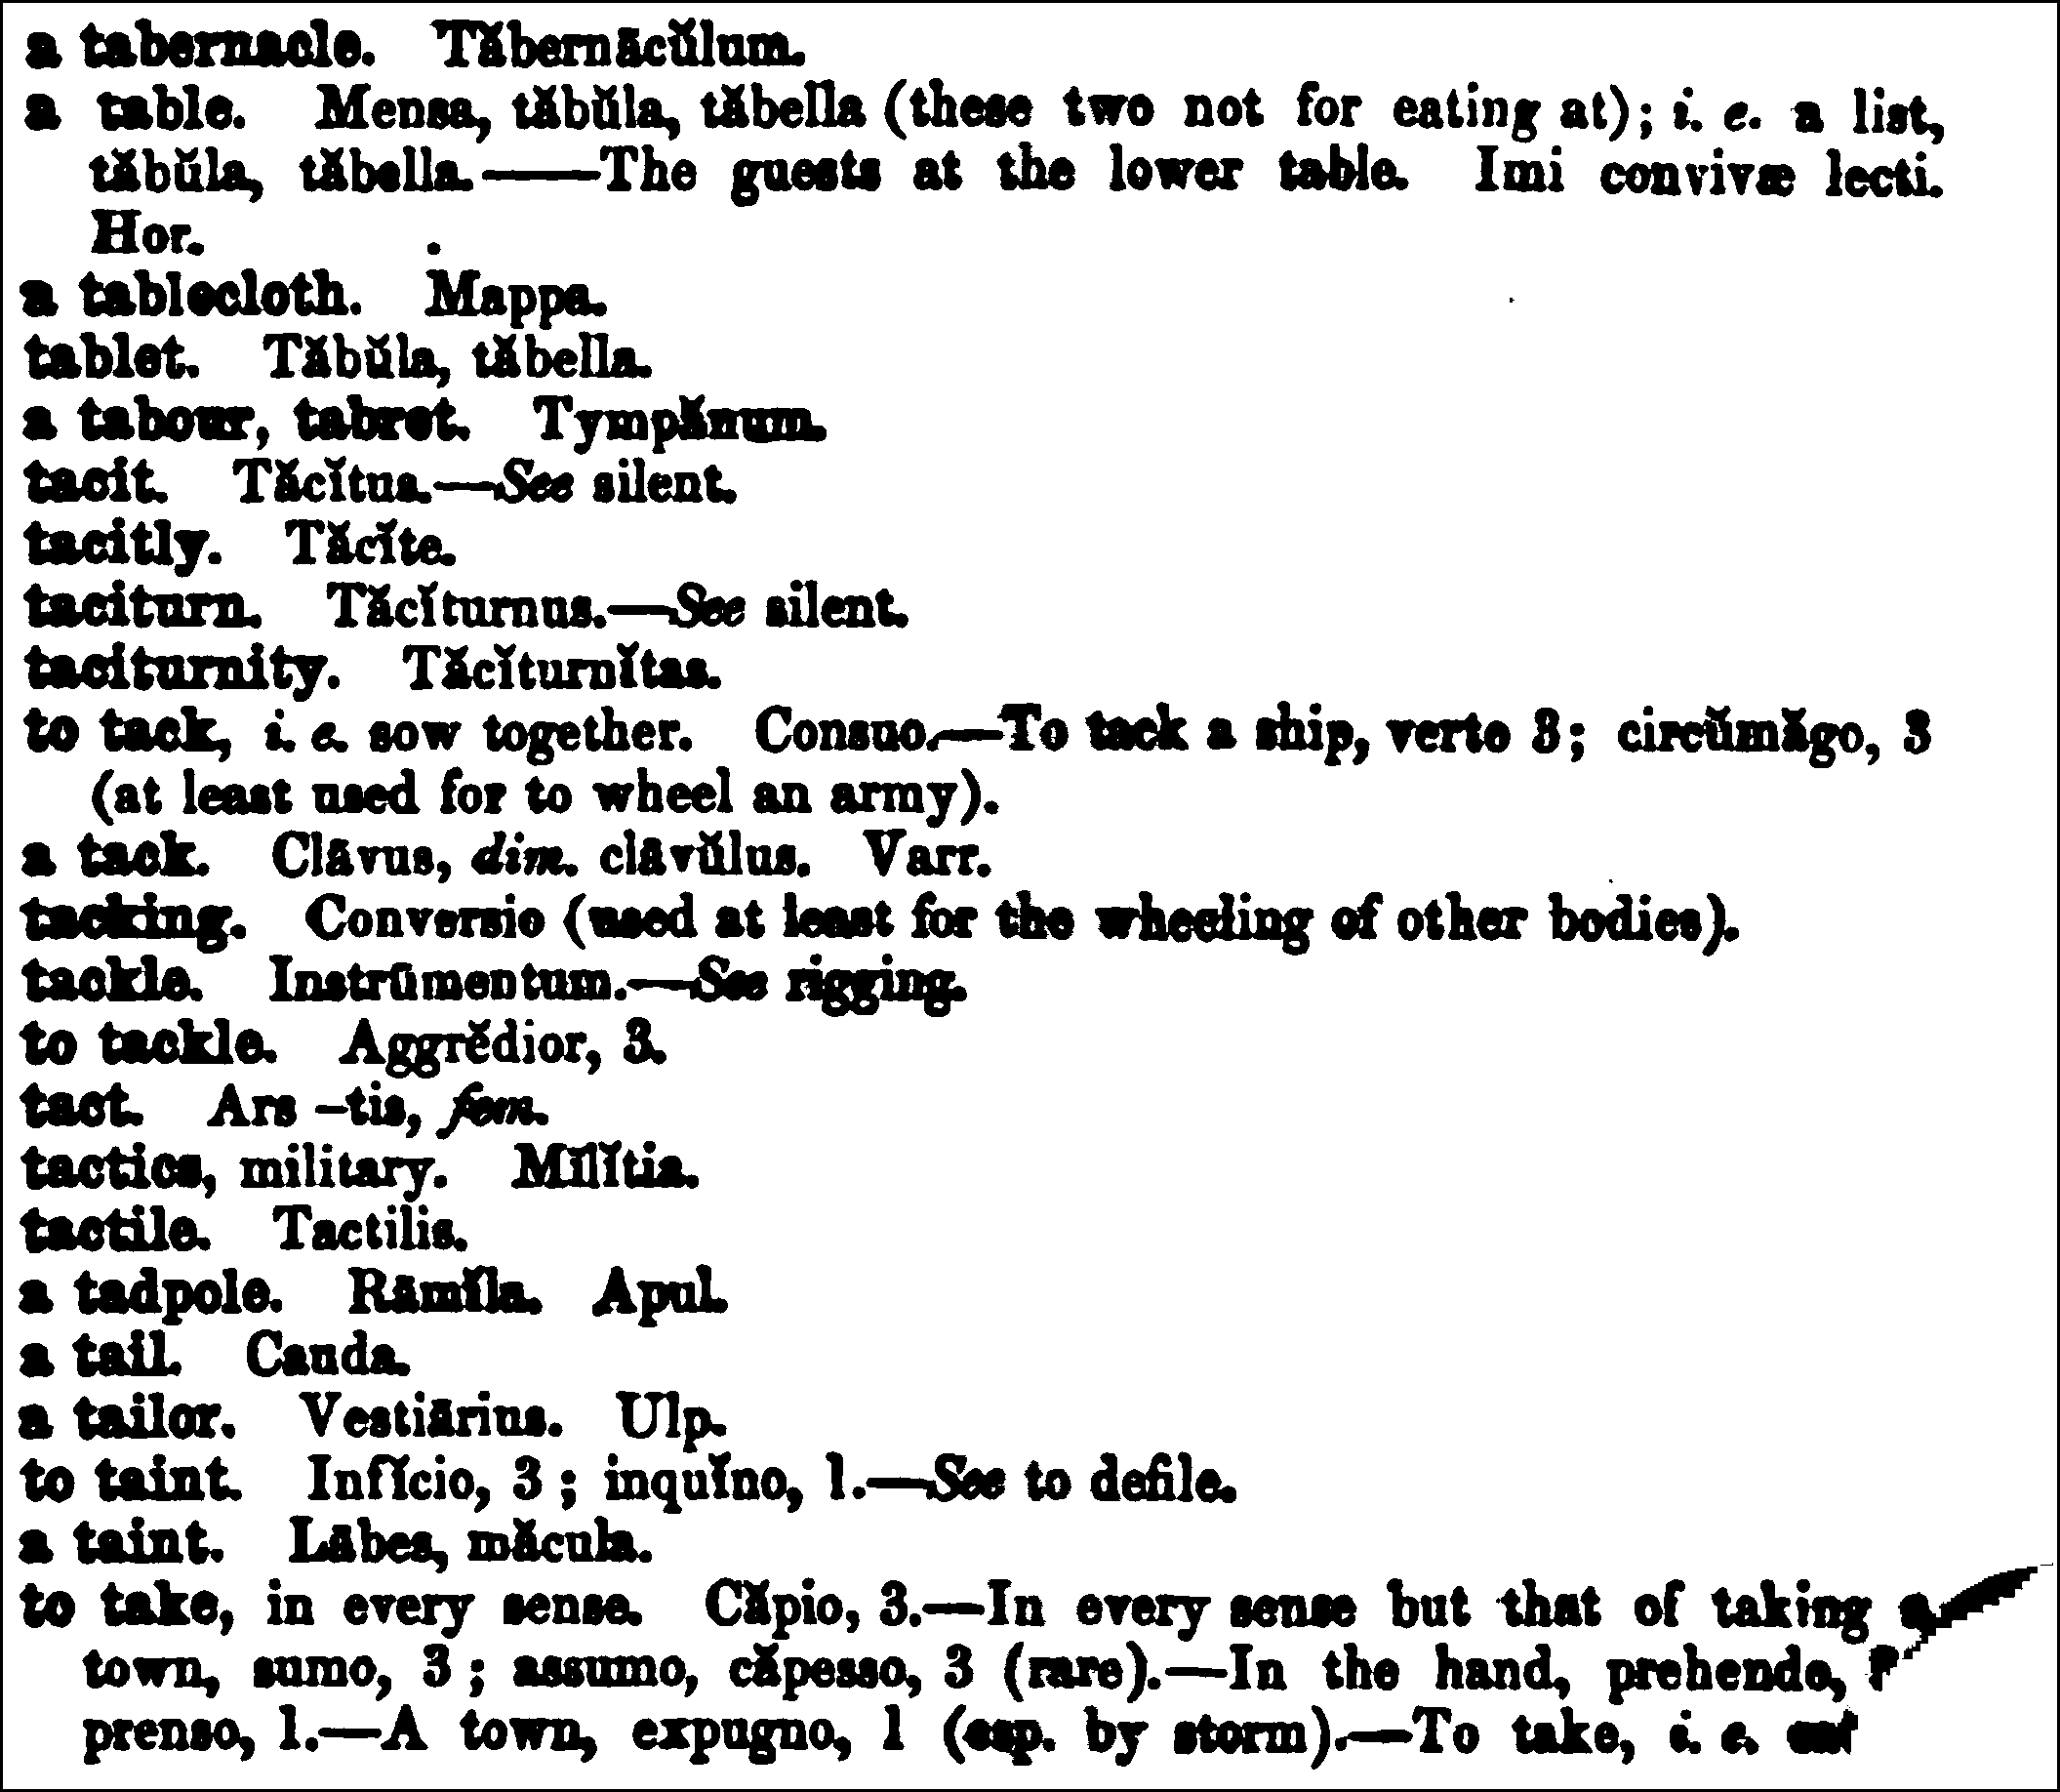 a tabernacle. Tăbernācŭlum.
a table. Mensa, tăbŭla, tăbella (these two not for eating at); i. e. a list,
tăbŭla, tăbella.——The guests at the lower table. Imi convivæ lecti.
Hor.
a tablecloth. Mappa.
tablet. Tăbŭla, tăbella.
a tabour, tabret. Tympănum.
tacit. Tăcĭtus.—See silent.
tacitly. Tăcĭte.
taciturn. Tăcĭturnus.—See silent.
taciturnity. Tăcĭturnĭtas.
to tack, i. e. sow together. Consuo.—To tack a ship, verto 3; circŭmăgo, 3
(at least used for to wheel an army).
a tack. Clāvus, dim. clāvŭlus. Varr.
tacking. Conversio (used at least for the wheeling of other bodies).
tackle. Instrūmentum.—See rigging.
to tackle. Aggrĕdior, 3.
tact. Ars -tis, fem.
tactics, military. Mīlĭtia.
tactile. Tactilis.
a tadpole. Rāmĭla. Apul.
a tail. Cauda.
a tailor. Vestiārius. Ulp.
to taint. Infĭcio, 3; inquĭno, 1.—See to defile.
a taint. Lābes, măcula.
to take, in every sense. Căpio, 3.—In every sense but that of taking a
town, sumo, 3; assumo, căpesso, 3 (rare).—In the hand, prehendo,
prenso, 1.—A town, expugno, 1 (esp. by storm).—To take, i. e.